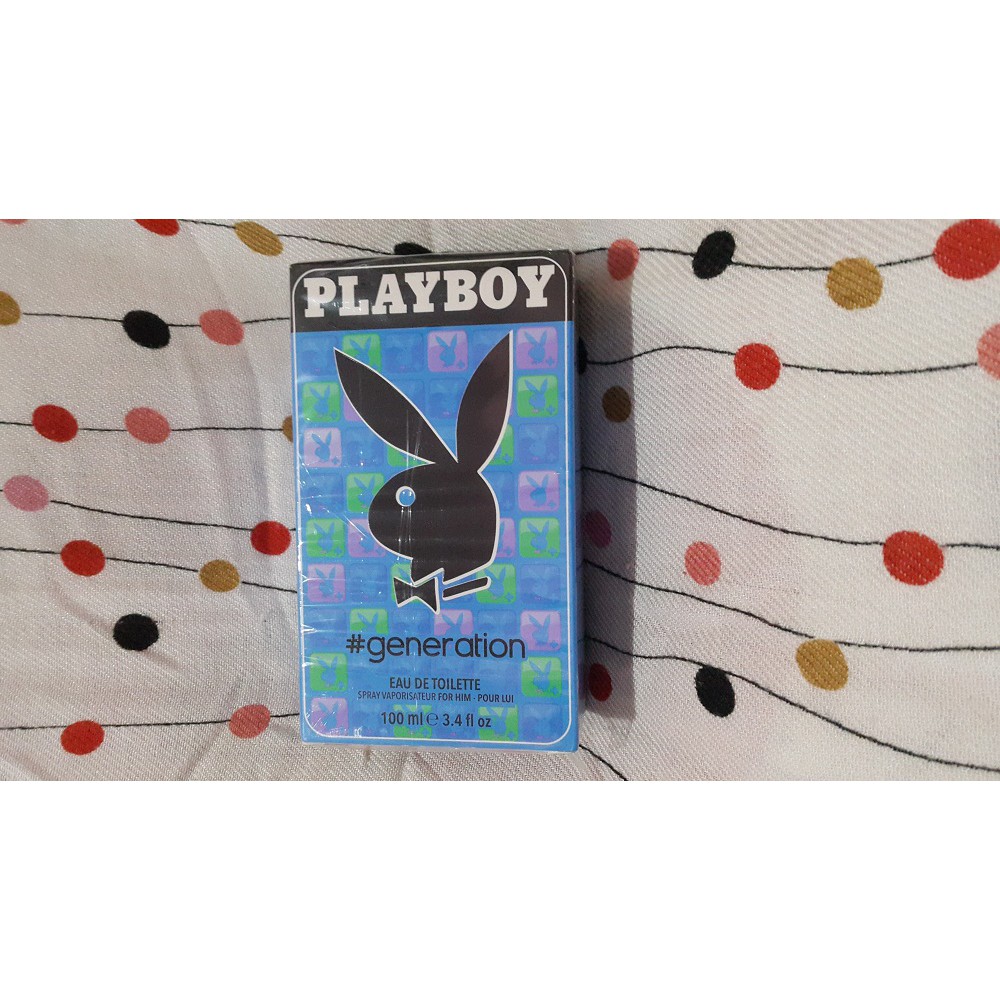 PLAYBOY
#generation
EAU DE TOILETTE
SPRAY VAPORISATEUR FOR HIM - POUR LUI
100 ml e 3.4 fl oz